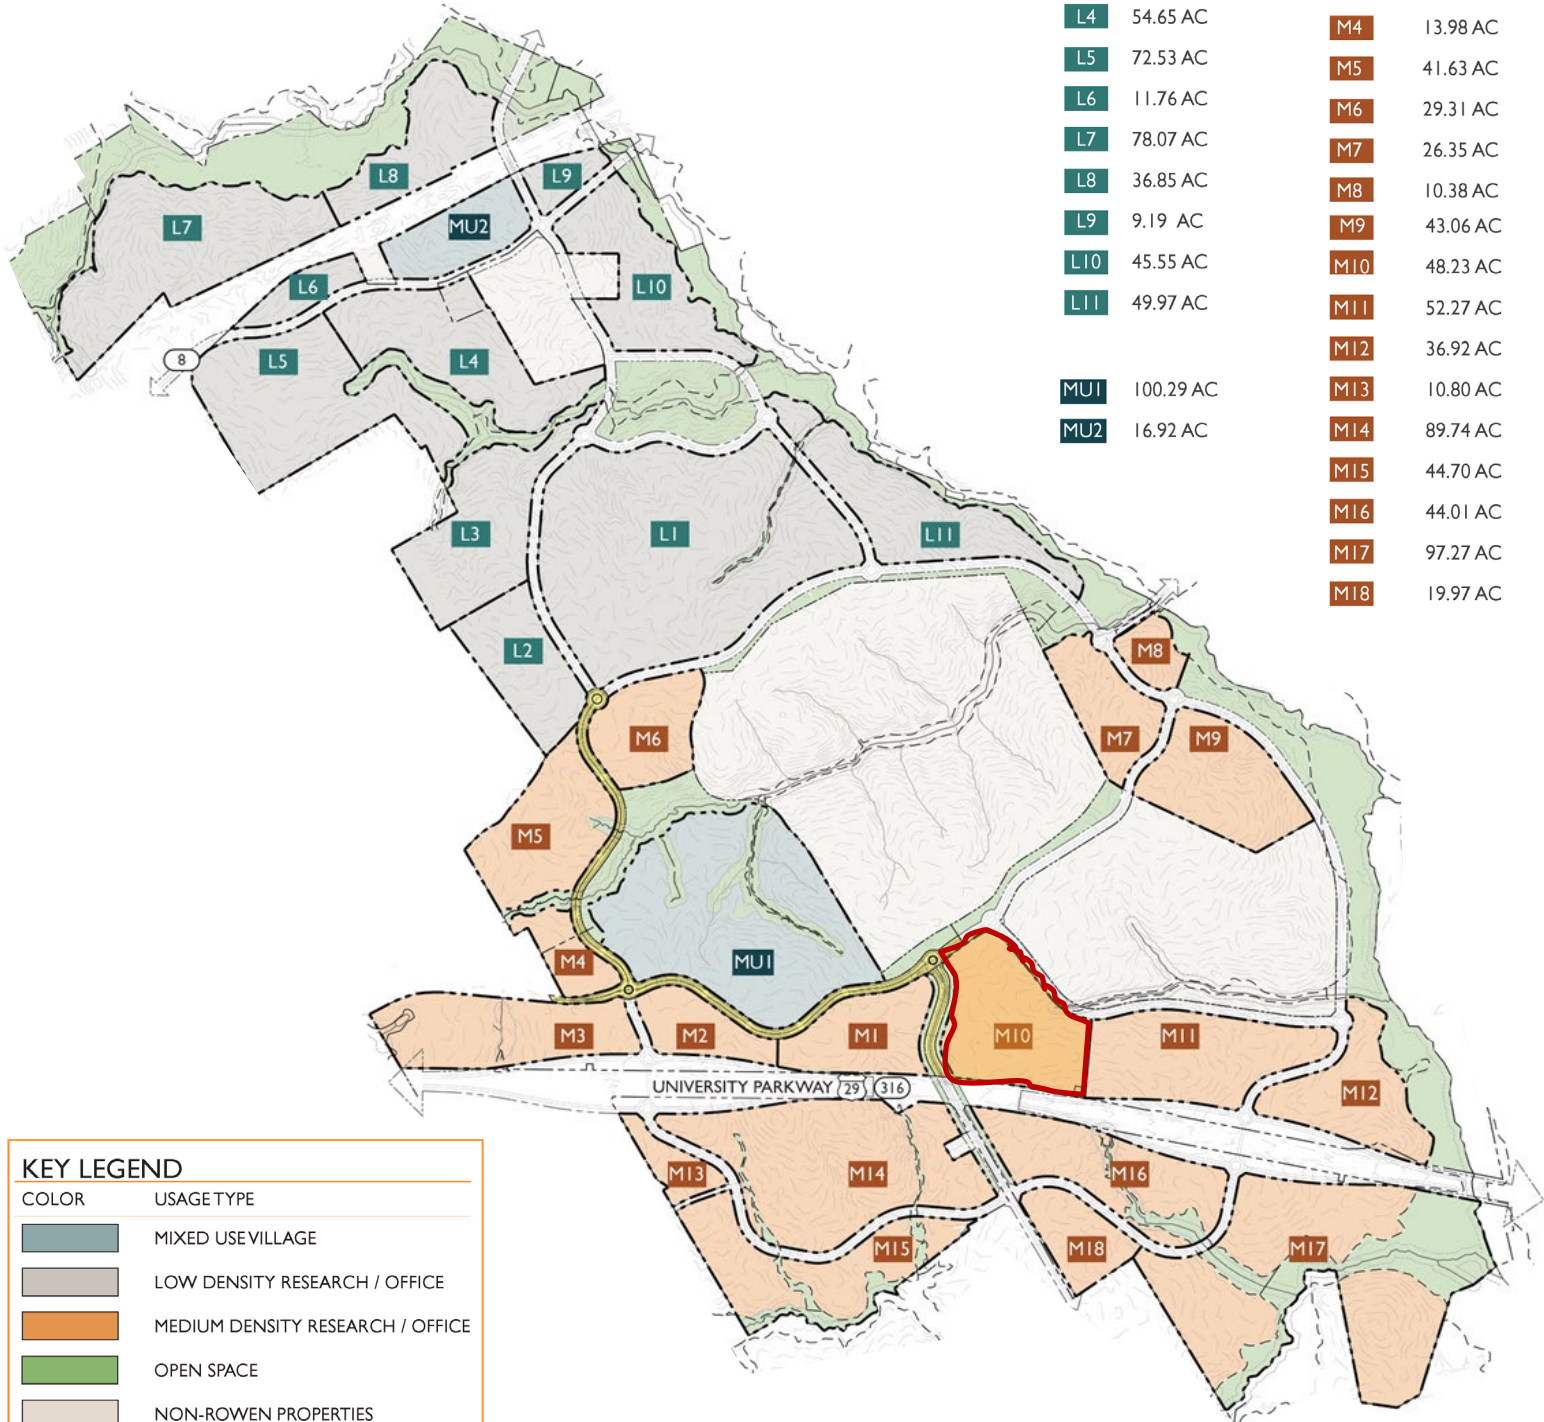 L4 54.65 AC
L5 72.53 AC
L6 11.76 AC
L7 78.07 AC
L8 36.85 AC
L9 9.19 AC
L10 45.55 AC
L11 49.97 AC
MU1 100.29 AC
MU2 16.92 AC
M4 13.98 AC
M5 41.63 AC
M6 29.31 AC
M7 26.35 AC
M8 10.38 AC
M9 43.06 AC
M10 48.23 AC
M11 52.27 AC
M12 36.92 AC
M13 10.80 AC
M14 89.74 AC
M15 44.70 AC
M16 44.01 AC
M17 97.27 AC
M18 19.97 AC
L8
L9
L7
MU2
L6
L10
8
L5
L4
L3
L1
L11
L2
M8
M6
M7
M9
M5
M4
MU1
M3
M2
M1
M10
M11
UNIVERSITY PARKWAY 29 316
M12
M13
M14
M16
M15
M18
M17
KEY LEGEND
COLOR USAGE TYPE
MIXED USE VILLAGE
LOW DENSITY RESEARCH / OFFICE
MEDIUM DENSITY RESEARCH / OFFICE
OPEN SPACE
NON-ROWEN PROPERTIES